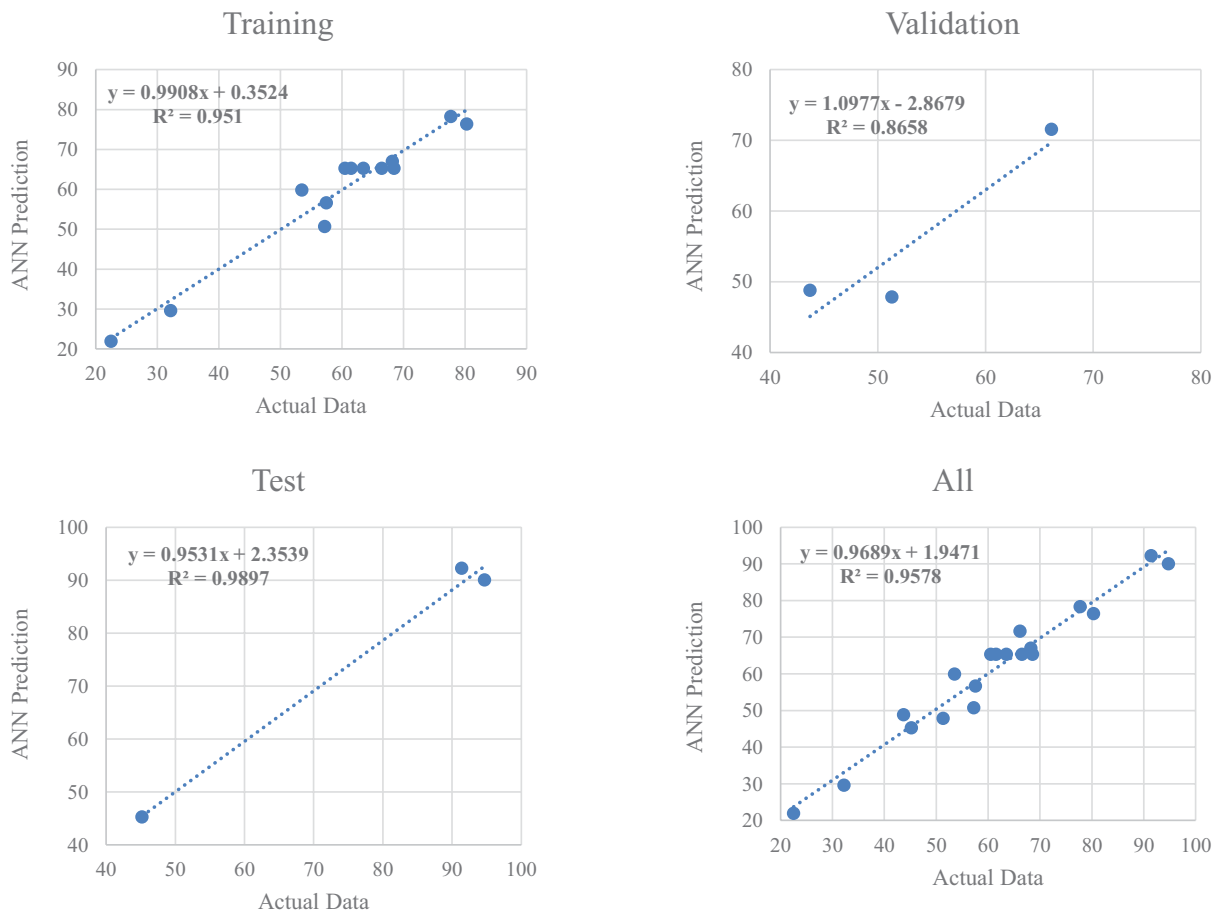 Training
90
80
70
60
50
40
30
20
y = 0.9908x + 0.3524
R² = 0.951
20 30 40 50 60 70 80 90
ANN Prediction
Actual Data
Validation
80
70
60
50
40
y = 1.0977x - 2.8679
R² = 0.8658
40 50 60 70 80
ANN Prediction
Actual Data
Test
100
90
80
70
60
50
40
y = 0.9531x + 2.3539
R² = 0.9897
40 50 60 70 80 90 100
ANN Prediction
Actual Data
All
100
90
80
70
60
50
40
30
20
y = 0.9689x + 1.9471
R² = 0.9578
20 30 40 50 60 70 80 90 100
ANN Prediction
Actual Data